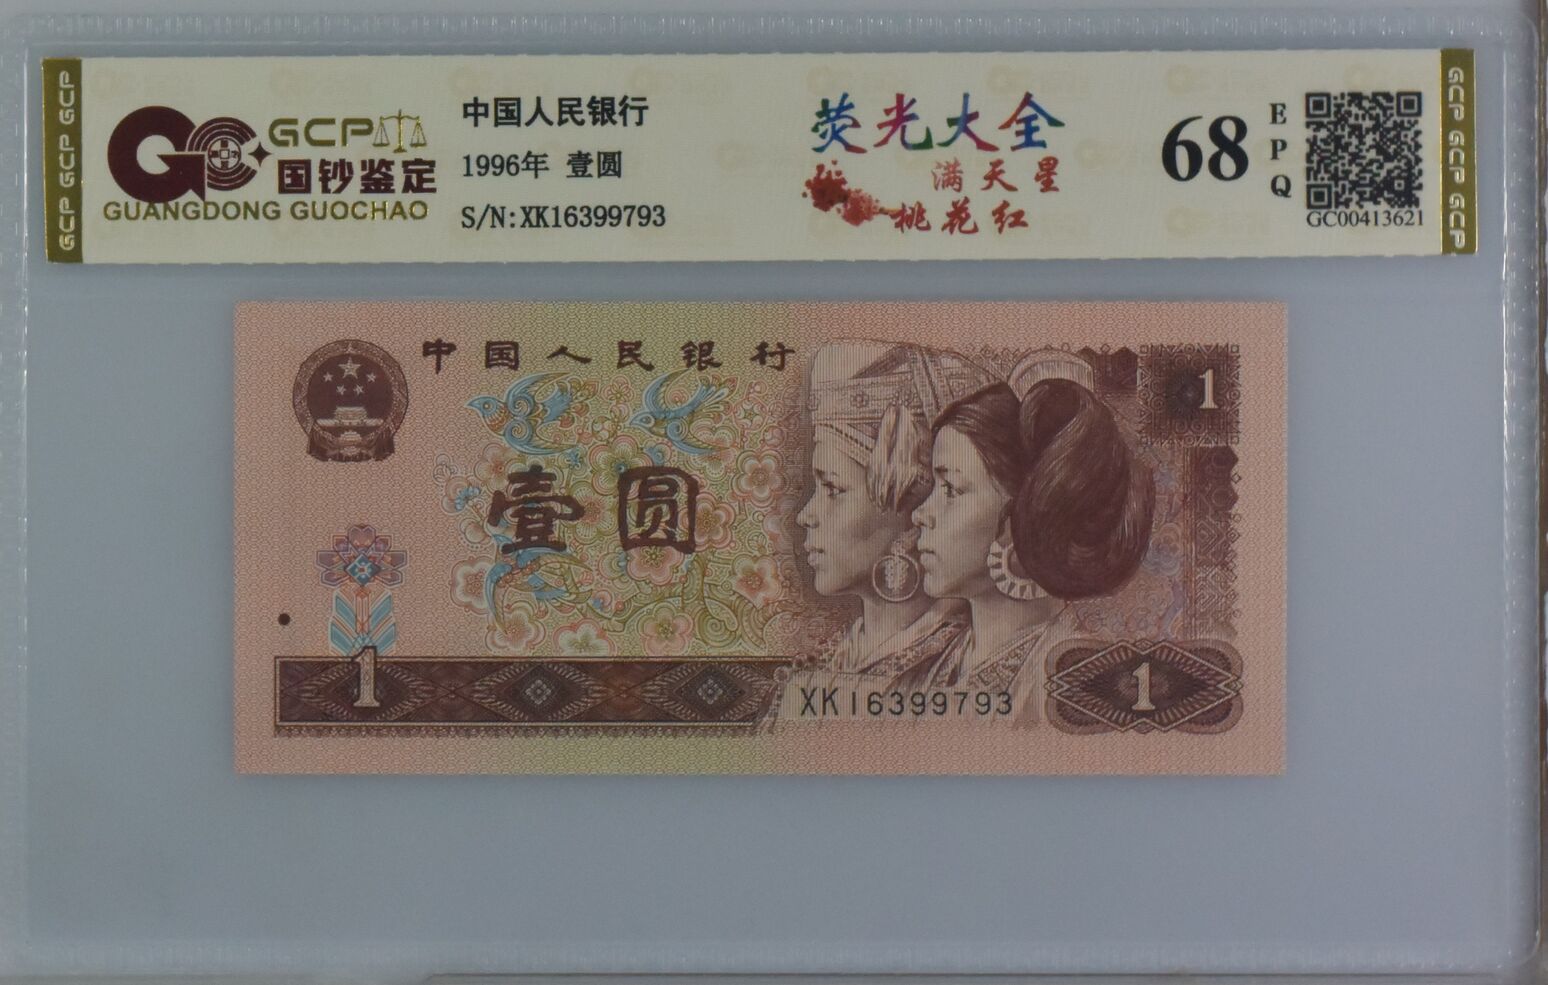 GCP GCP GCP
GCP
国钞鉴定
GUANGDONG GUOCHAO
中国人民银行
1996年 壹圆
S/N:XK16399793
荧光大全
满天星
桃花红
68
EPQ
GC00413621
GCP GCP GCP
中国人民银行
1
壹圆
1
XK16399793
1